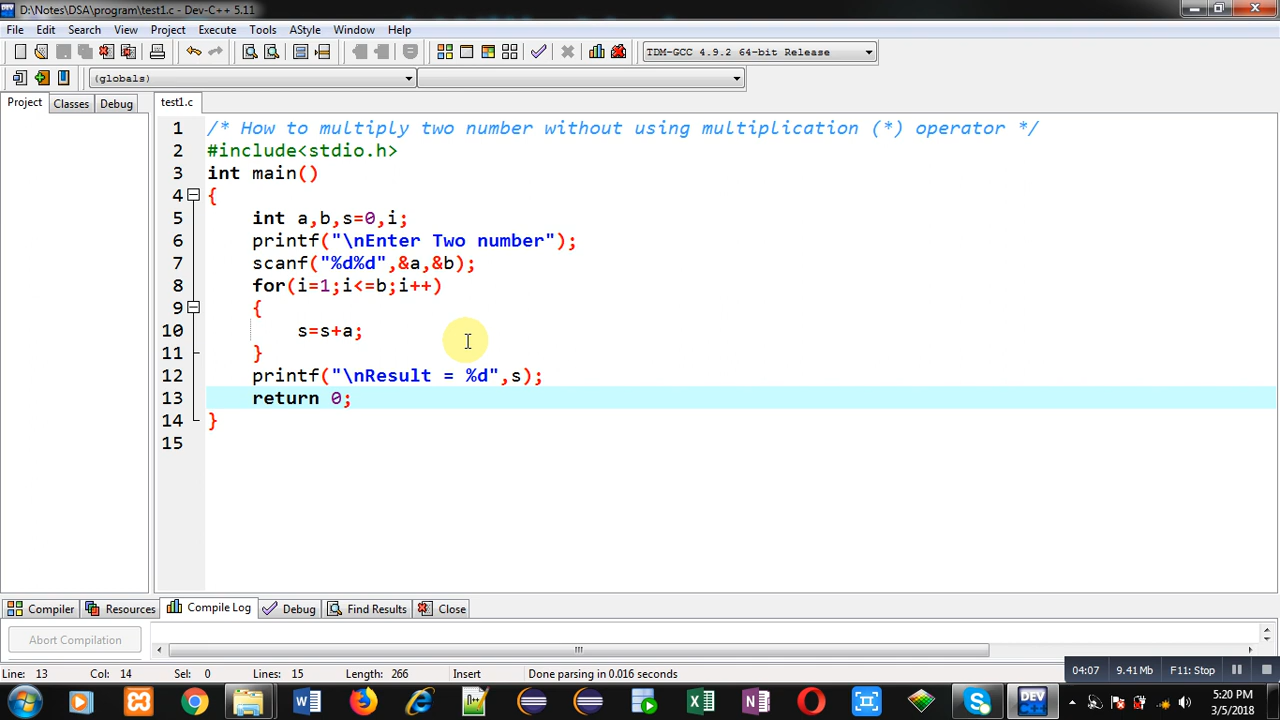 D:\Notes\DSA\program\test1.c - Dev-C++ 5.11
File Edit Search View Project Execute Tools AStyle Window Help
TDM-GCC 4.9.2 64-bit Release
(globals)
Project Classes Debug test1.c
1 /* How to multiply two number without using multiplication (*) operator */
2 #include<stdio.h>
3 int main()
4 {
5 int a,b,s=0,i;
6 printf("\nEnter Two number");
7 scanf("%d%d",&a,&b);
8 for(i=1;i<=b;i++)
9 {
10 s=s+a;
11 }
12 printf("\nResult = %d",s);
13 return 0;
14 }
15
Compiler Resources Compile Log Debug Find Results Close
Abort Compilation
Line: 13 Col: 14 Sel: 0 Lines: 15 Length: 266 Insert Done parsing in 0.016 seconds
04:07 9.41 Mb F11: Stop
DEV
5:20 PM
3/5/2018